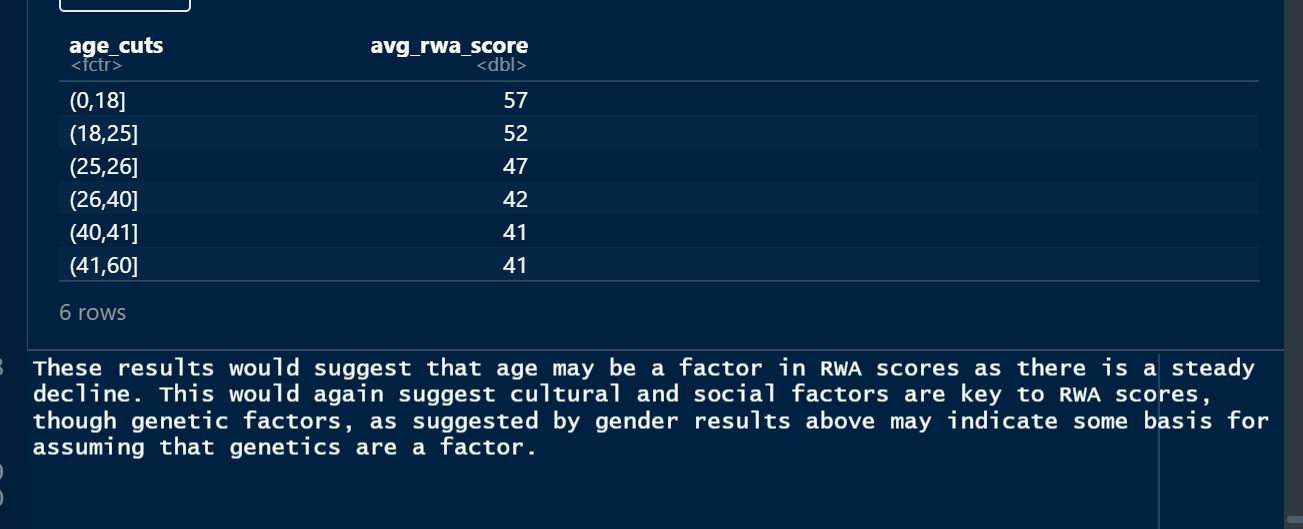 age_cuts avg_rwa_score
<fctr> <dbl>
(0,18] 57
(18,25] 52
(25,26] 47
(26,40] 42
(40,41] 41
(41,60] 41
6 rows
These results would suggest that age may be a factor in RWA scores as there is a steady
decline. This would again suggest cultural and social factors are key to RWA scores,
though genetic factors, as suggested by gender results above may indicate some basis for
assuming that genetics are a factor.